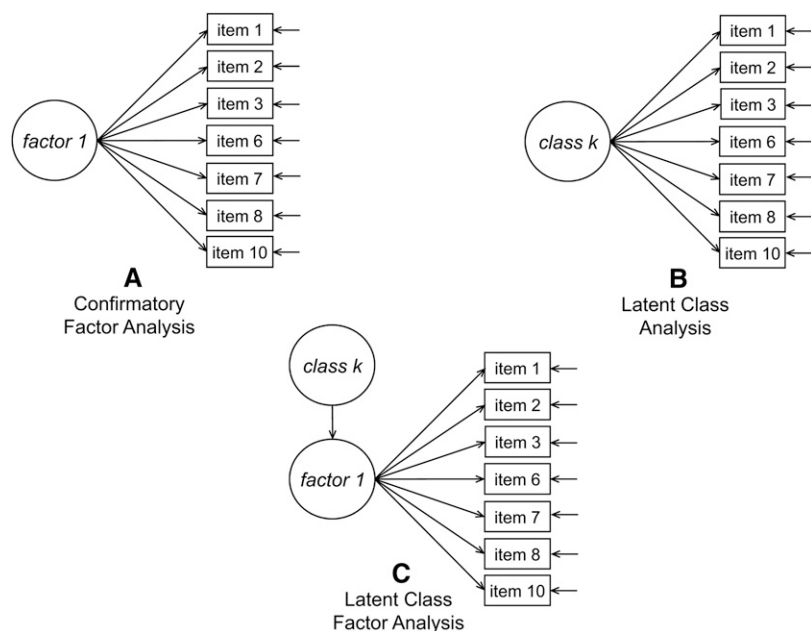 item 1
item 2
item 3
factor 1
item 6
item 7
item 8
item 10
A
Confirmatory
Factor Analysis
item 1
item 2
item 3
class k
item 6
item 7
item 8
item 10
B
Latent Class
Analysis
class k
item 1
item 2
item 3
factor 1
item 6
item 7
item 8
item 10
C
Latent Class
Factor Analysis